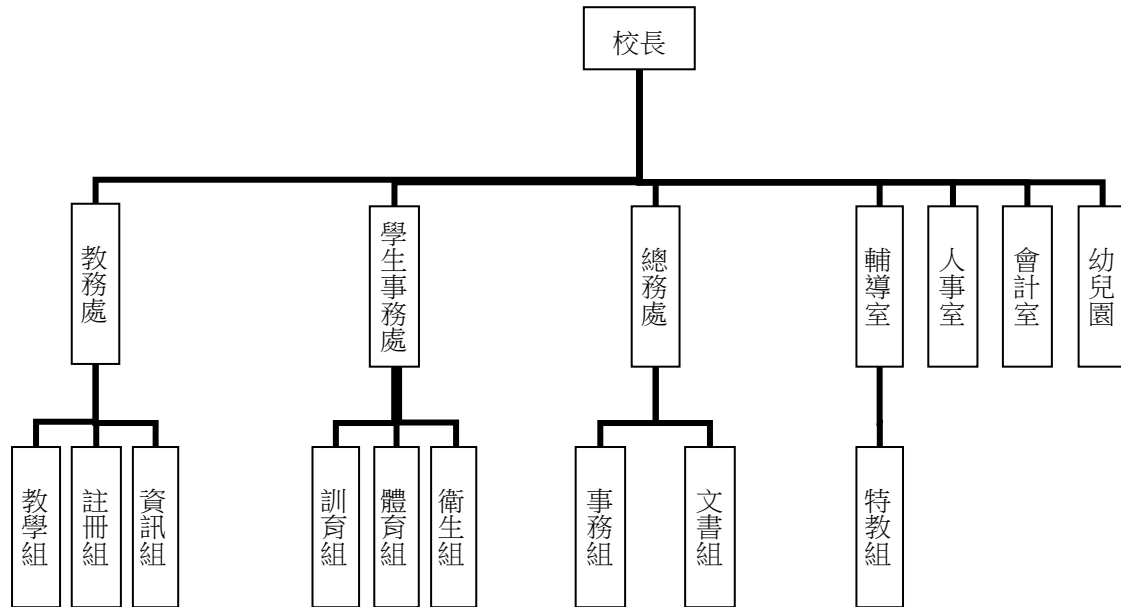 校長
教務處
學生事務處
總務處
輔導室
人事室
會計室
幼兒園
教學組
註冊組
資訊組
訓育組
體育組
衛生組
事務組
文書組
特教組